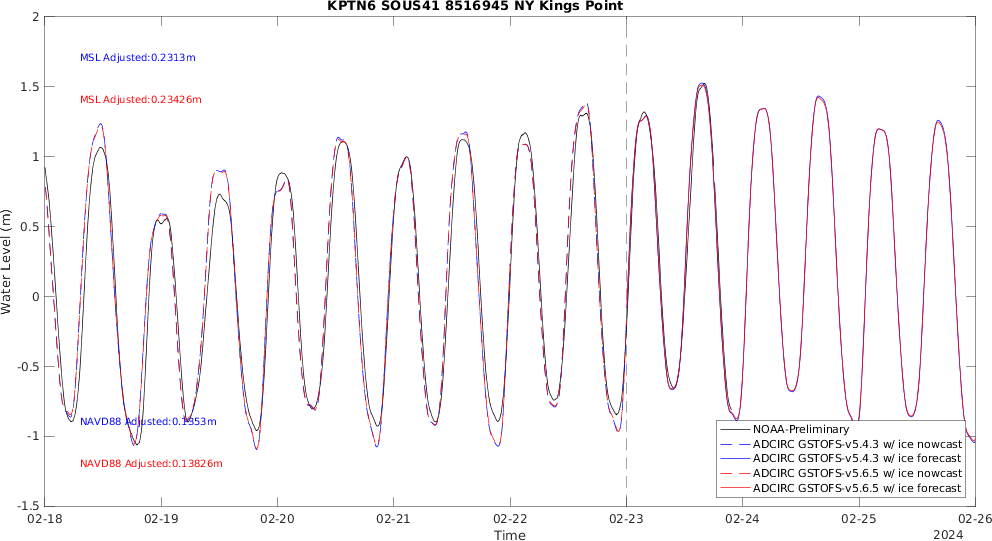 KPTN6 SOUS41 8516945 NY Kings Point
2
1.5
1
0.5
0
-0.5
-1
-1.5
Water Level (m)
MSL Adjusted:0.2313m
MSL Adjusted:0.23426m
NAVD88 Adjusted:0.1353m
NAVD88 Adjusted:0.13826m
NOAA-Preliminary
ADCIRC GSTOFS-v5.4.3 w/ ice nowcast
ADCIRC GSTOFS-v5.4.3 w/ ice forecast
ADCIRC GSTOFS-v5.6.5 w/ ice nowcast
ADCIRC GSTOFS-v5.6.5 w/ ice forecast
02-18 02-19 02-20 02-21 02-22 02-23 02-24 02-25 02-26
Time
2024